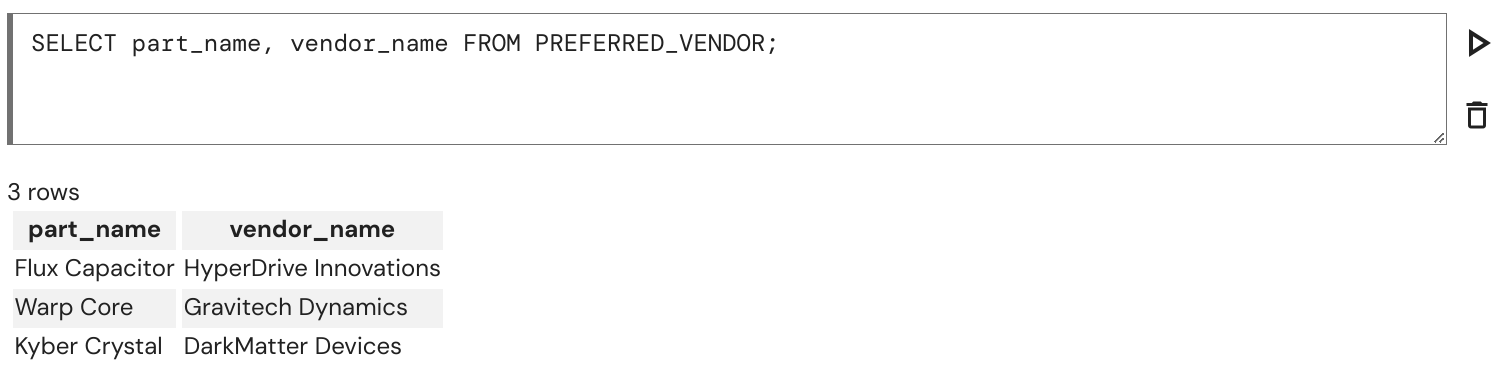 SELECT part_name, vendor_name FROM PREFERRED_VENDOR;
3 rows
part_name vendor_name
Flux Capacitor HyperDrive Innovations
Warp Core Gravitech Dynamics
Kyber Crystal DarkMatter Devices